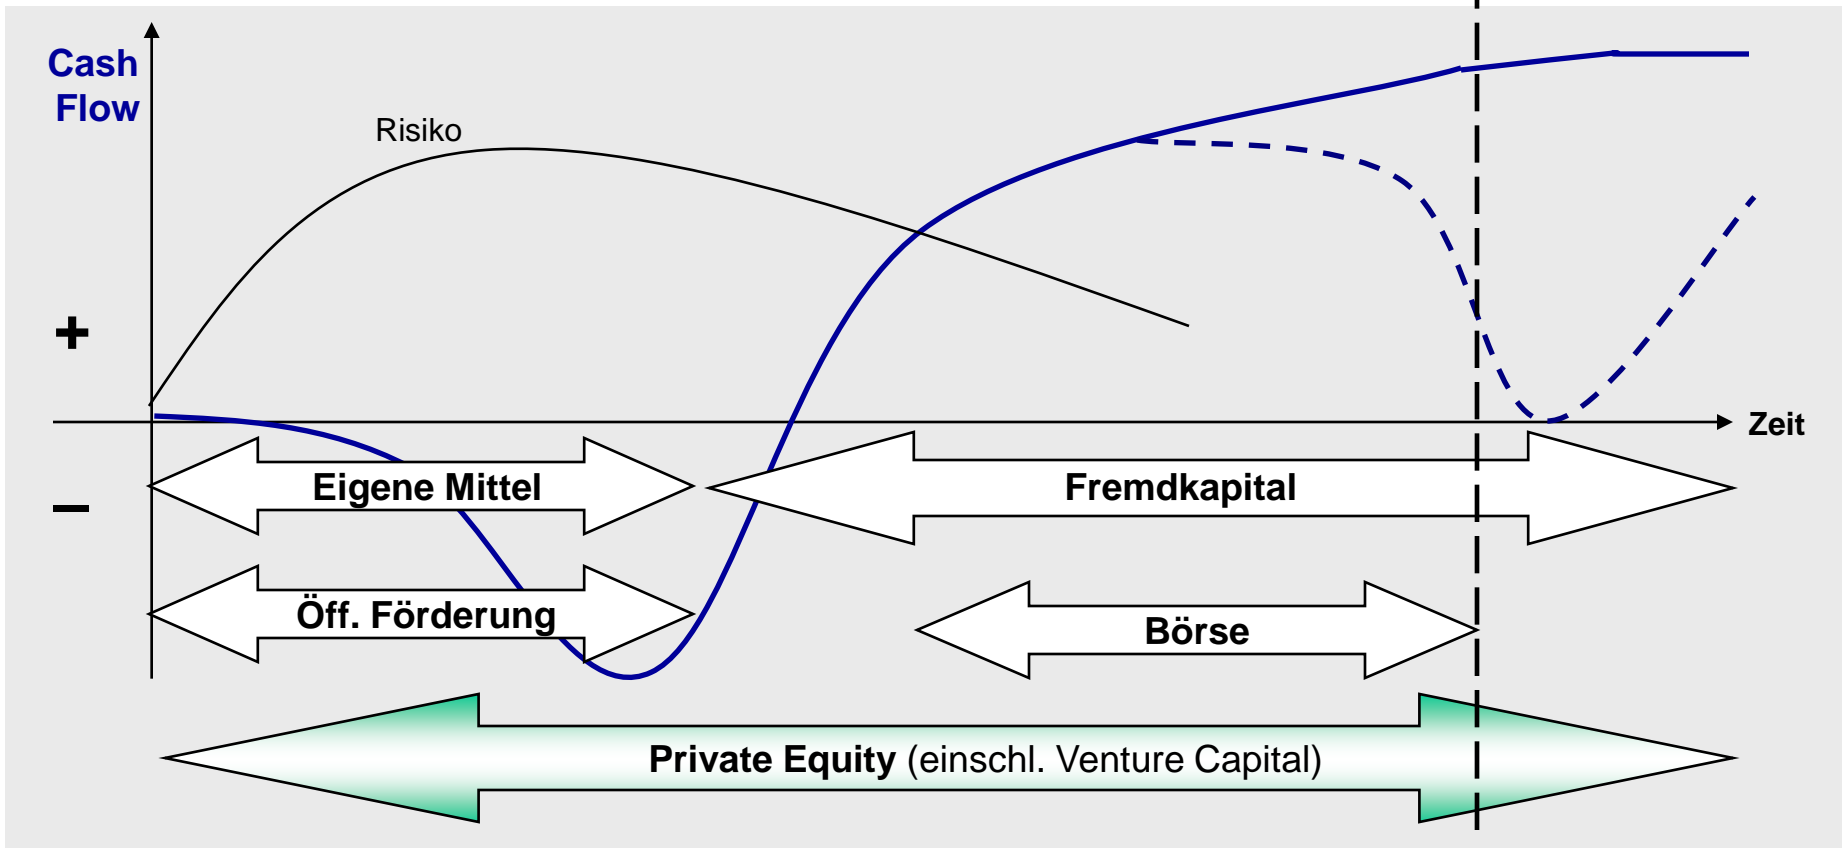 Cash
Flow
Risiko
+
Zeit
–
Eigene Mittel
Fremdkapital
Öff. Förderung
Börse
Private Equity (einschl. Venture Capital)